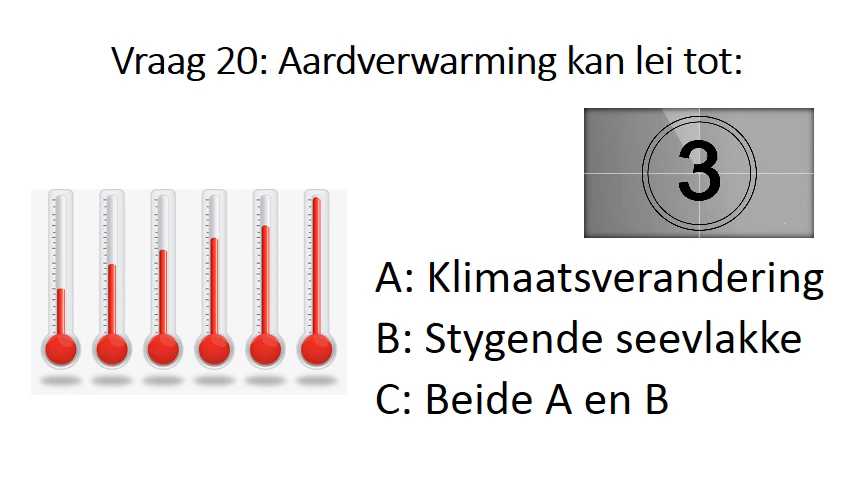 Vraag 20: Aardverwarming kan lei tot:
3
A: Klimaatsverandering
B: Stygende seevlakke
C: Beide A en B